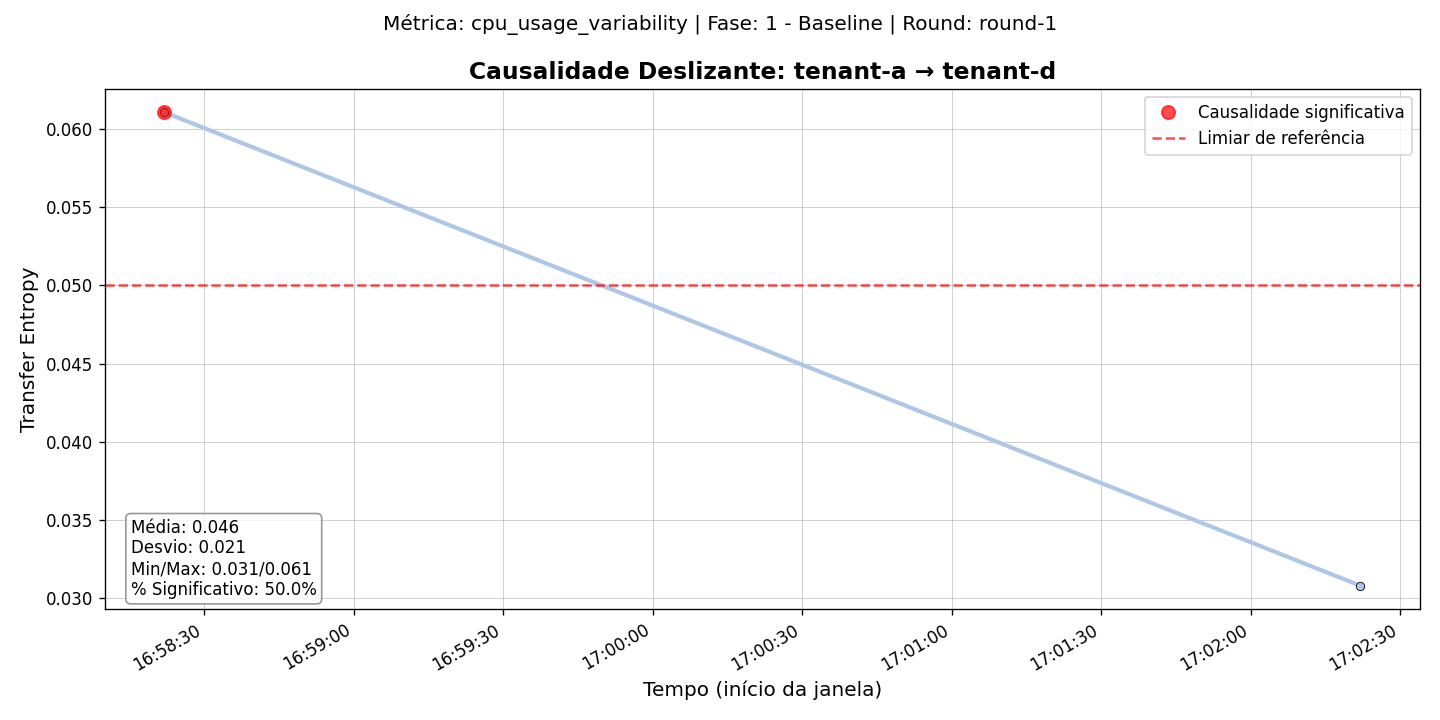 Métrica: cpu_usage_variability | Fase: 1 - Baseline | Round: round-1
Causalidade Deslizante: tenant-a → tenant-d
Causalidade significativa
Limiar de referência
Transfer Entropy
0.060
0.055
0.050
0.045
0.040
0.035
0.030
Média: 0.046
Desvio: 0.021
Min/Max: 0.031/0.061
% Significativo: 50.0%
16:58:30
16:59:00
16:59:30
17:00:00
17:00:30
17:01:00
17:01:30
17:02:00
17:02:30
Tempo (início da janela)